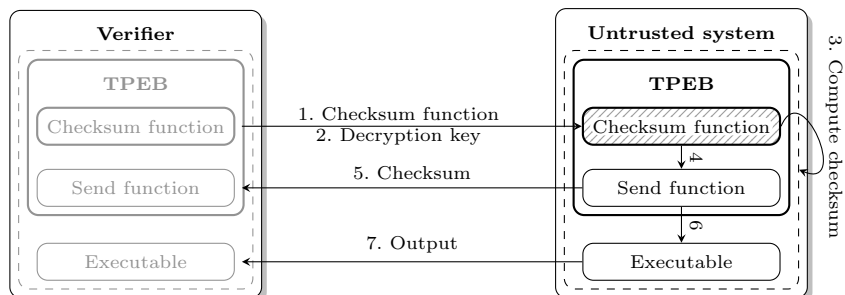 Verifier
TPEB
Checksum function
Send function
Executable
1. Checksum function
2. Decryption key
5. Checksum
7. Output
Untrusted system
TPEB
Checksum function
4
Send function
6
Executable
3. Compute checksum